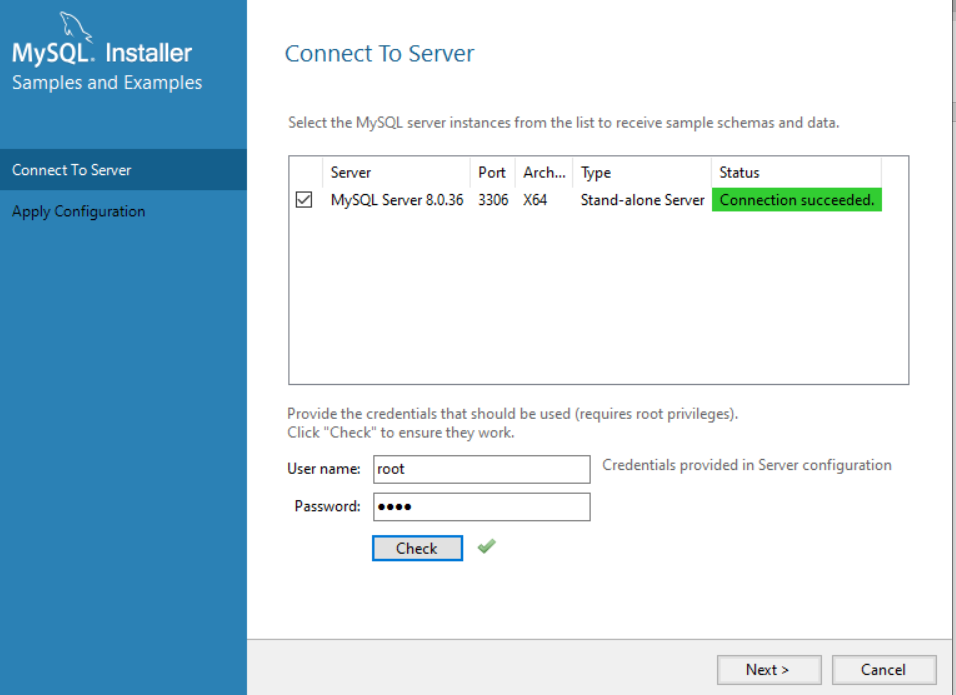 MySQL. Installer
Samples and Examples
Connect To Server
Apply Configuration
Connect To Server
Select the MySQL server instances from the list to receive sample schemas and data.
Server Port Arch... Type Status
MySQL Server 8.0.36 3306 X64 Stand-alone Server Connection succeeded.
Provide the credentials that should be used (requires root privileges).
Click "Check" to ensure they work.
User name: root Credentials provided in Server configuration
Password: ●●●●
Check
Next > Cancel